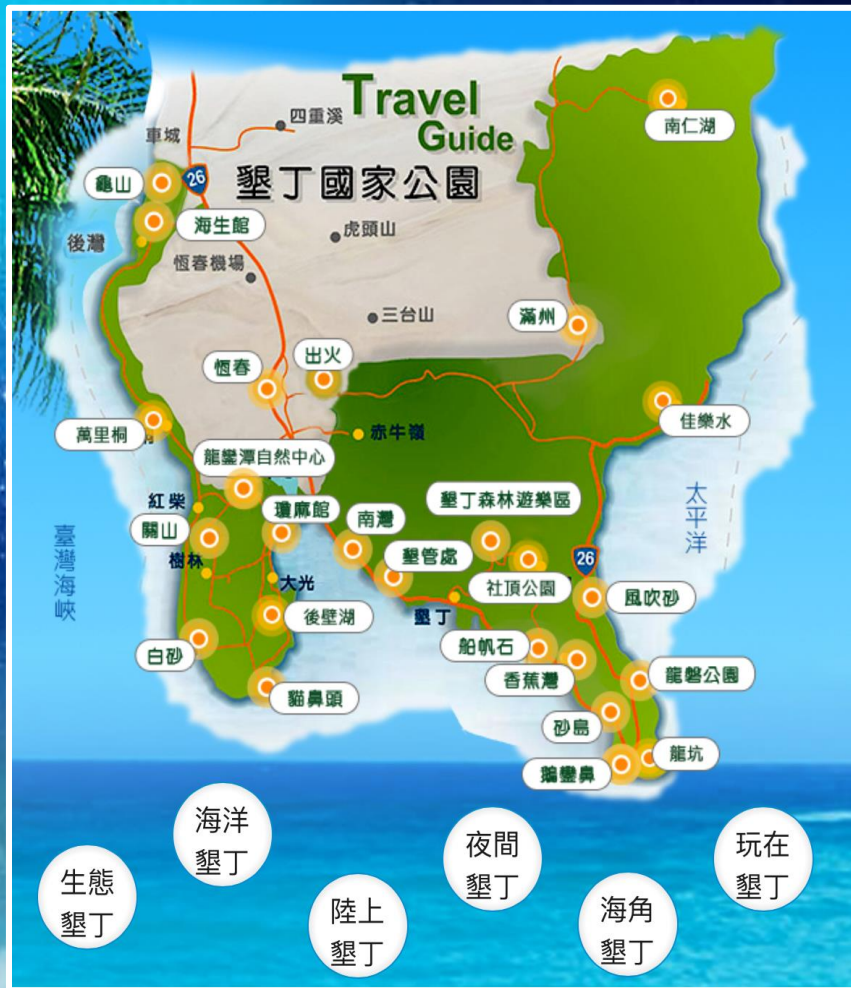 Travel
Guide
墾丁國家公園
四重溪
車城
南仁湖
26
龜山
海生館
後灣
虎頭山
恆春機場
三台山
滿州
出火
恆春
佳樂水
萬里桐
赤牛嶺
龍鑾潭自然中心
紅柴
瓊麻館
墾丁森林遊樂區
太平洋
關山
南灣
臺灣海峽
樹林
墾管處
26
大光
社頂公園
墾丁
風吹砂
後壁湖
白砂
船帆石
香蕉灣
龍磐公園
貓鼻頭
砂島
龍坑
鵝鑾鼻
海洋
墾丁
夜間
墾丁
玩在
墾丁
生態
墾丁
陸上
墾丁
海角
墾丁